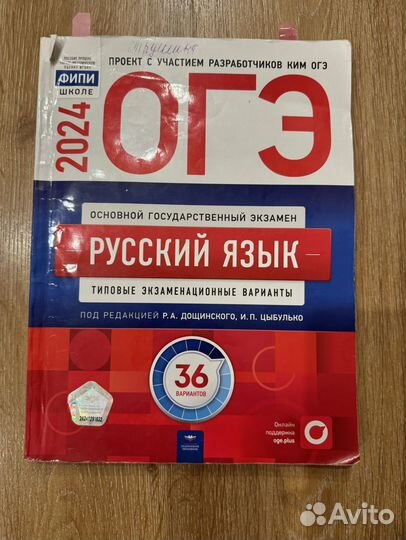 ПРОЕКТ С УЧАСТИЕМ РАЗРАБОТЧИКОВ КИМ ОГЭ
ФИПИ
ШКОЛЕ
2024
ОГЭ
ОСНОВНОЙ ГОСУДАРСТВЕННЫЙ ЭКЗАМЕН
РУССКИЙ ЯЗЫК
ТИПОВЫЕ ЭКЗАМЕНАЦИОННЫЕ ВАРИАНТЫ
ПОД РЕДАКЦИЕЙ Р.А. ДОЩИНСКОГО, И.П. ЦЫБУЛЬКО
36
ВАРИАНТОВ
Онлайн
поддержка
oge.plus
Avito